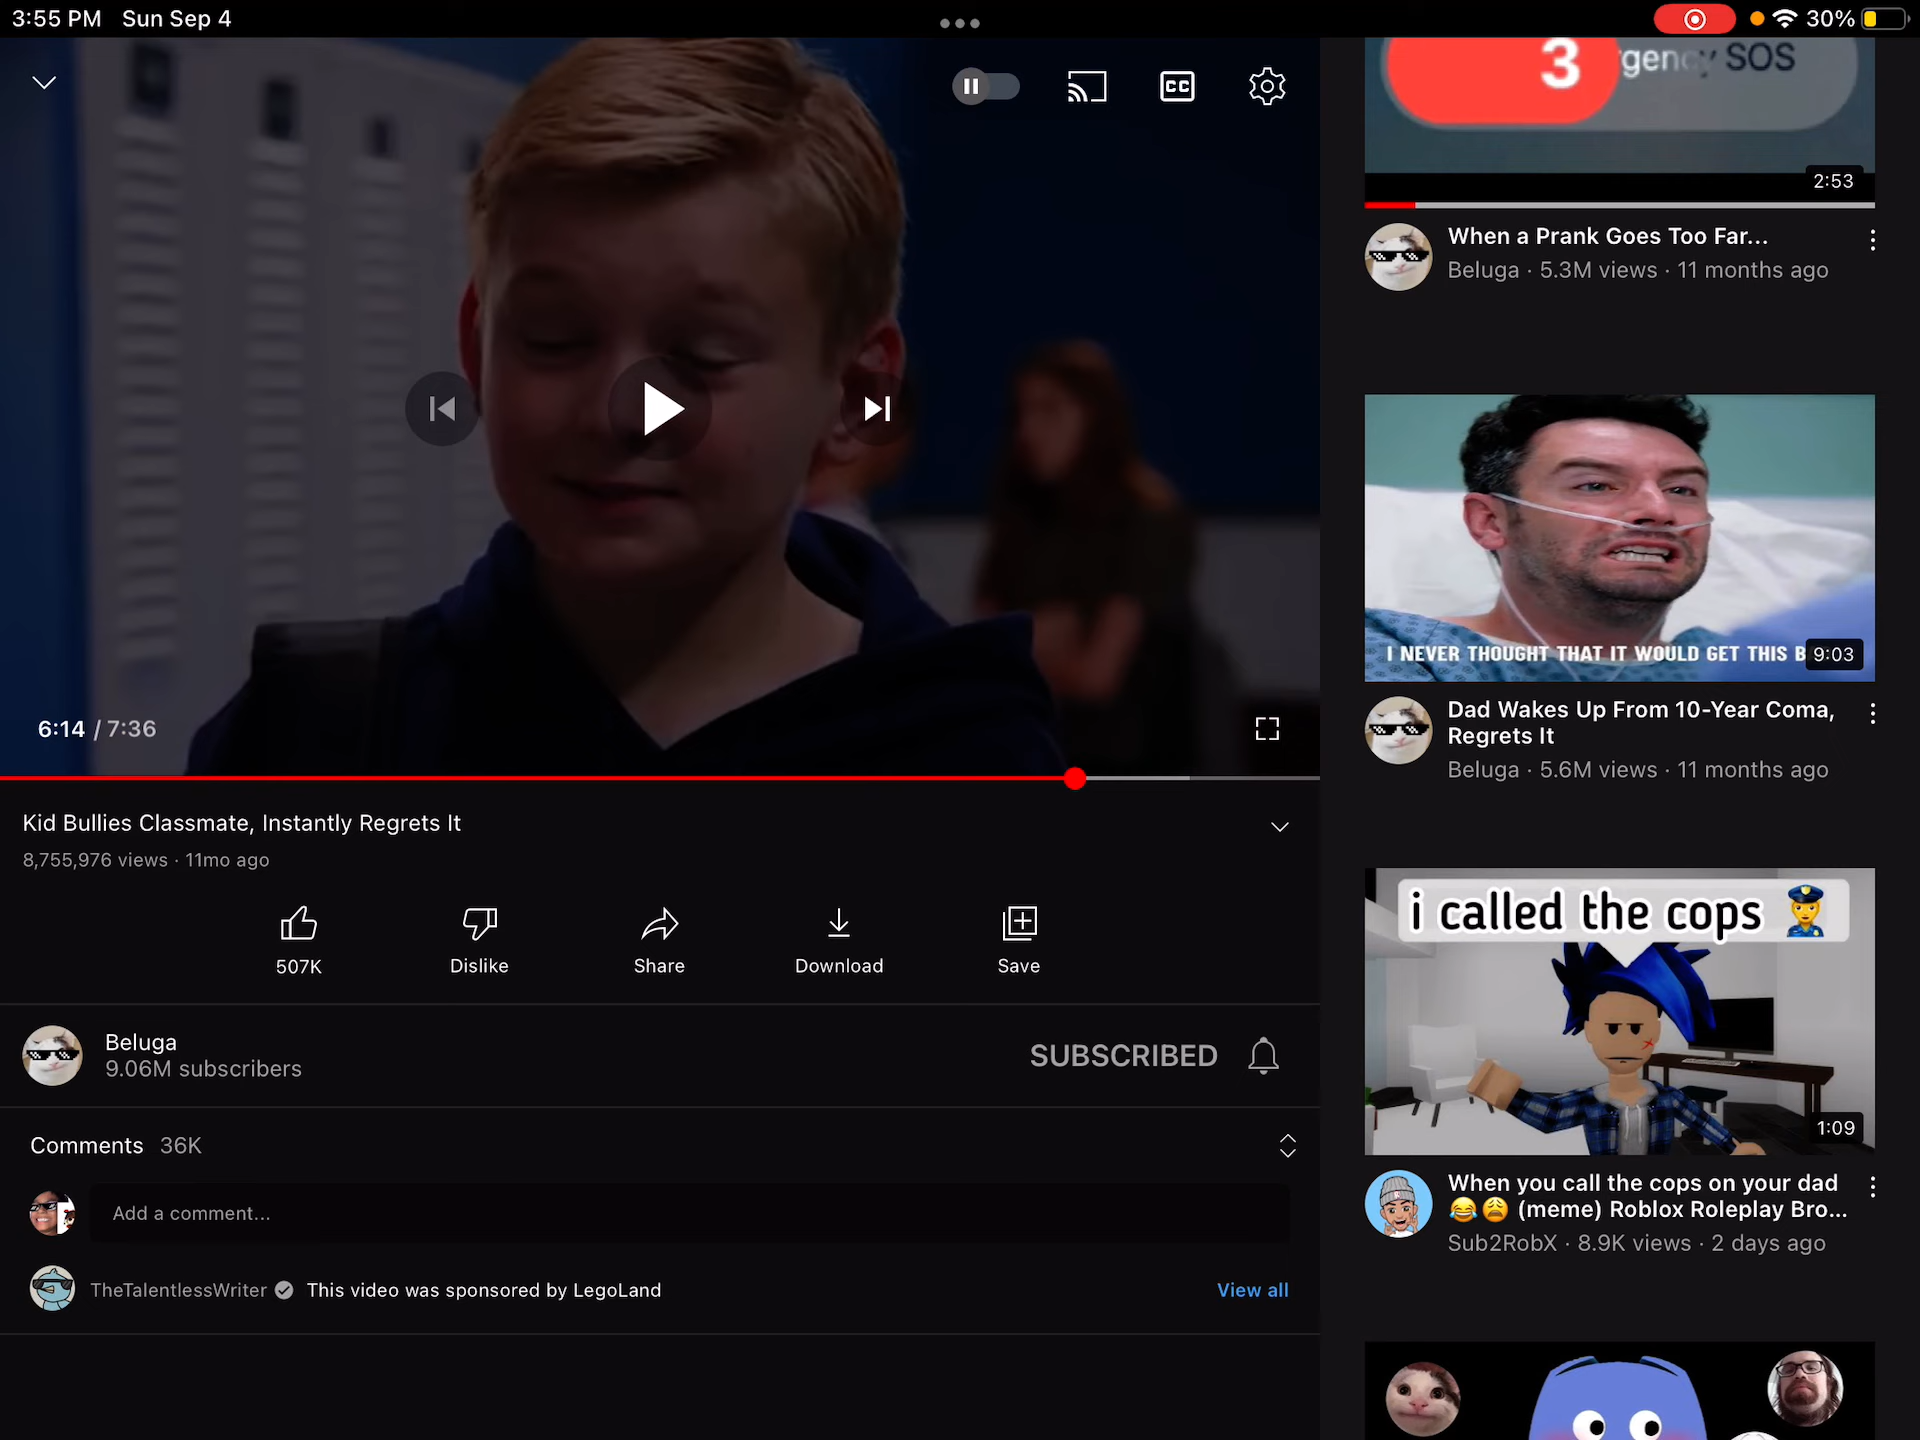 3:55 PM Sun Sep 4
30%
CC
6:14 / 7:36
Kid Bullies Classmate, Instantly Regrets It
8,755,976 views · 11mo ago
507K
Dislike
Share
Download
Save
Beluga
9.06M subscribers
SUBSCRIBED
Comments 36K
Add a comment...
TheTalentlessWriter This video was sponsored by LegoLand
View all
3
SOS
2:53
When a Prank Goes Too Far...
Beluga · 5.3M views · 11 months ago
I NEVER THOUGHT THAT IT WOULD GET THIS B
9:03
Dad Wakes Up From 10-Year Coma,
Regrets It
Beluga · 5.6M views · 11 months ago
i called the cops 👮
1:09
When you call the cops on your dad
😂😩 (meme) Roblox Roleplay Bro...
Sub2RobX · 8.9K views · 2 days ago